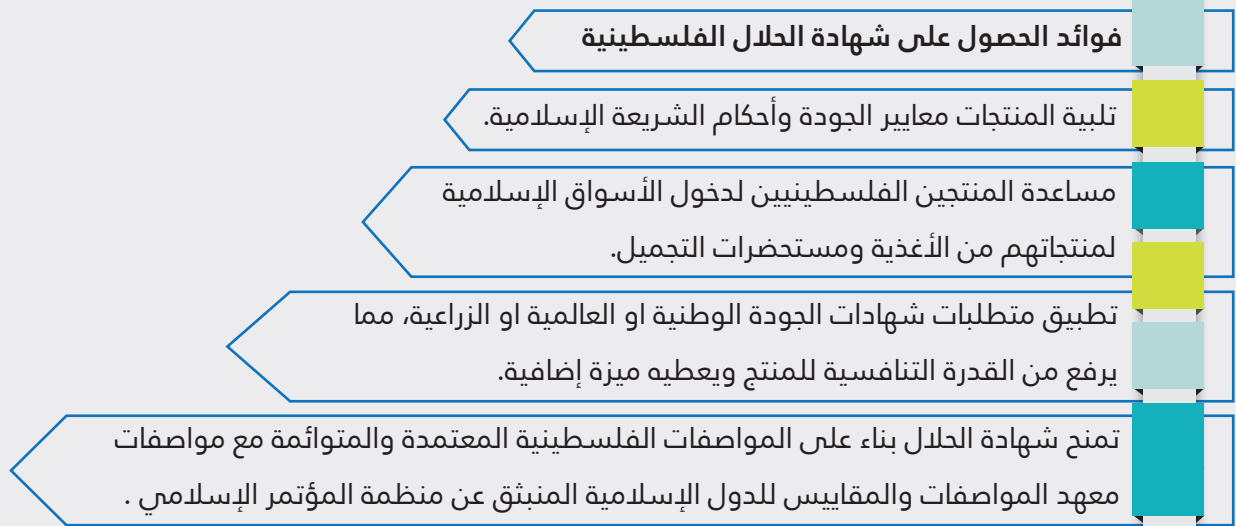 فوائد الحصول على شهادة الحلال الفلسطينية
تلبية المنتجات معايير الجودة وأحكام الشريعة الإسلامية.
مساعدة المنتجين الفلسطينيين لدخول الأسواق الإسلامية
لمنتجاتهم من الأغذية ومستحضرات التجميل.
تطبيق متطلبات شهادات الجودة الوطنية او العالمية او الزراعية، مما
يرفع من القدرة التنافسية للمنتج ويعطيه ميزة إضافية.
تمنح شهادة الحلال بناء على المواصفات الفلسطينية المعتمدة والمتوائمة مع مواصفات
معهد المواصفات والمقاييس للدول الإسلامية المنبثق عن منظمة المؤتمر الإسلامي .